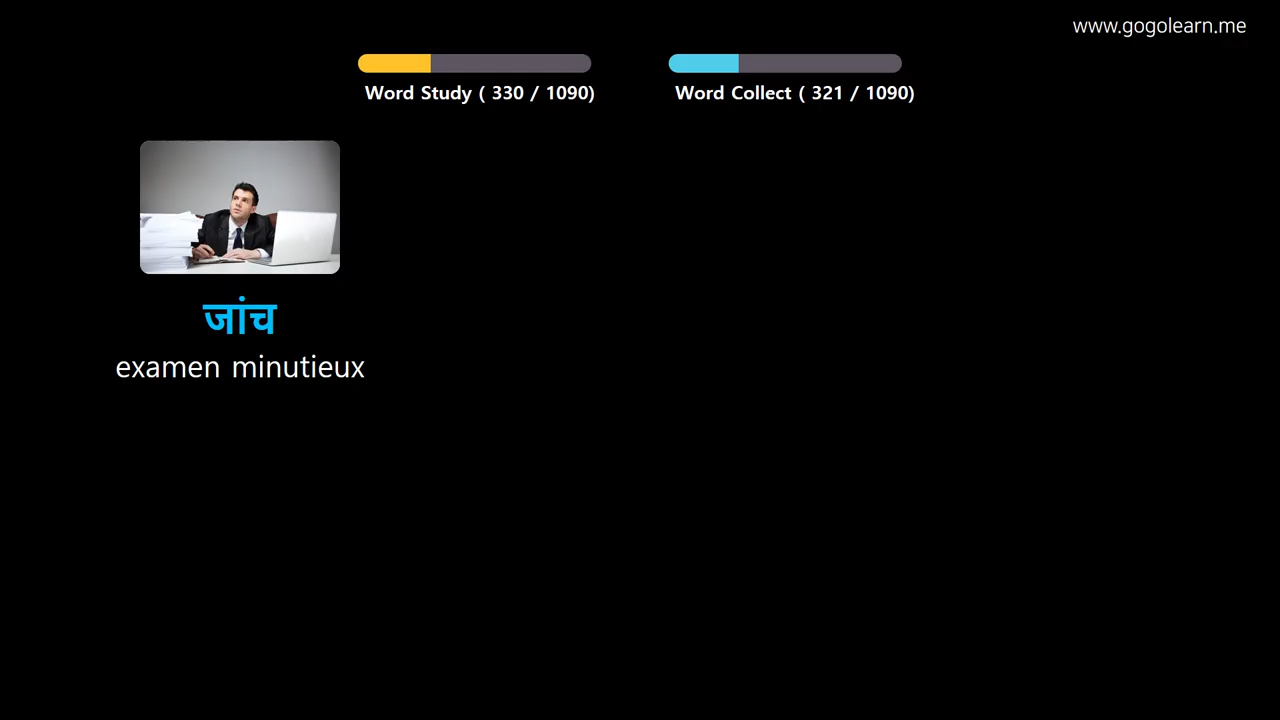 www.gogolearn.me
Word Study ( 330 / 1090)
Word Collect ( 321 / 1090)
जांच
examen minutieux